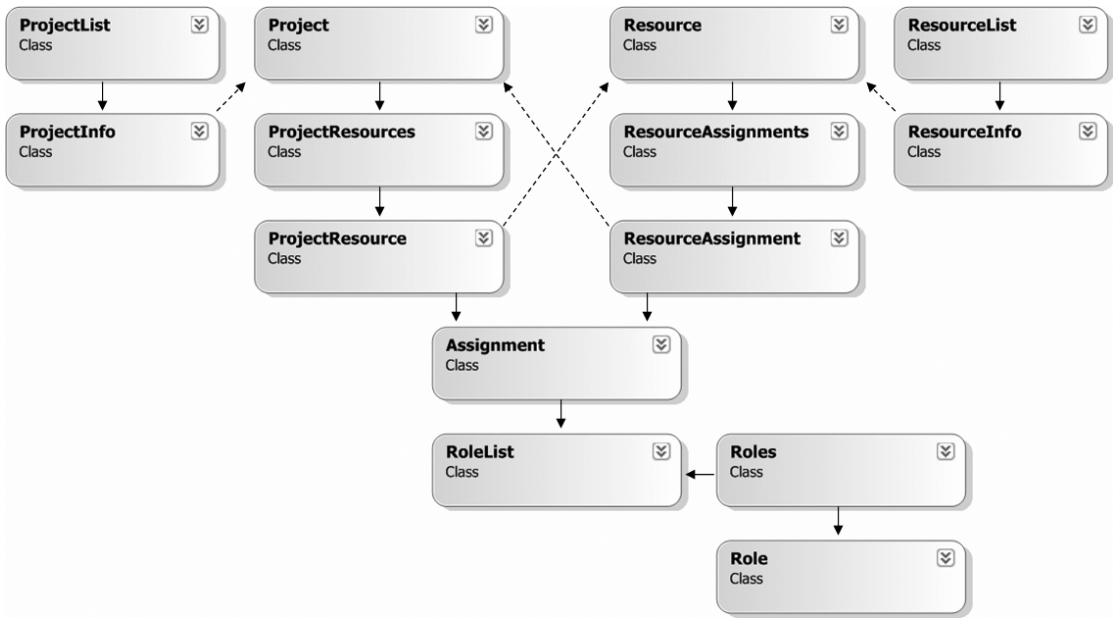 ProjectList
Class
Project
Class
Resource
Class
ResourceList
Class
ProjectInfo
Class
ProjectResources
Class
ResourceAssignments
Class
ResourceInfo
Class
ProjectResource
Class
ResourceAssignment
Class
Assignment
Class
RoleList
Class
Roles
Class
Role
Class